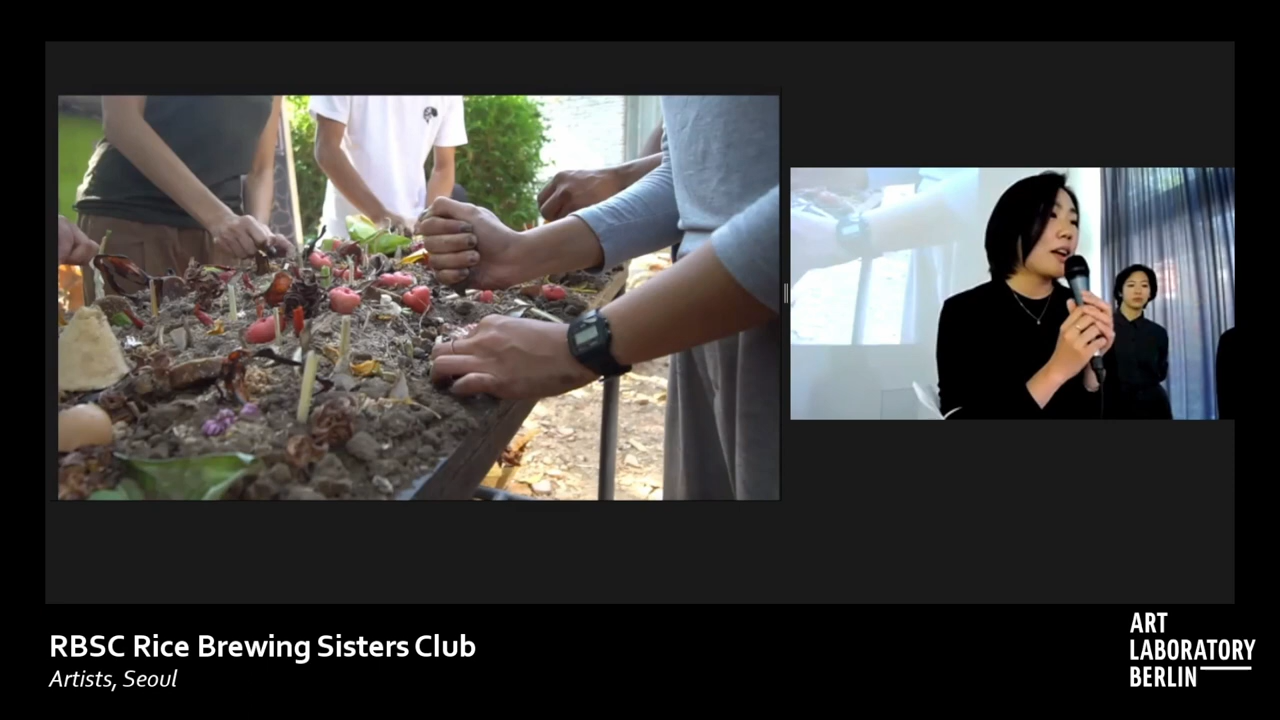 RBSC Rice Brewing Sisters Club
Artists, Seoul
ART
LABORATORY
BERLIN